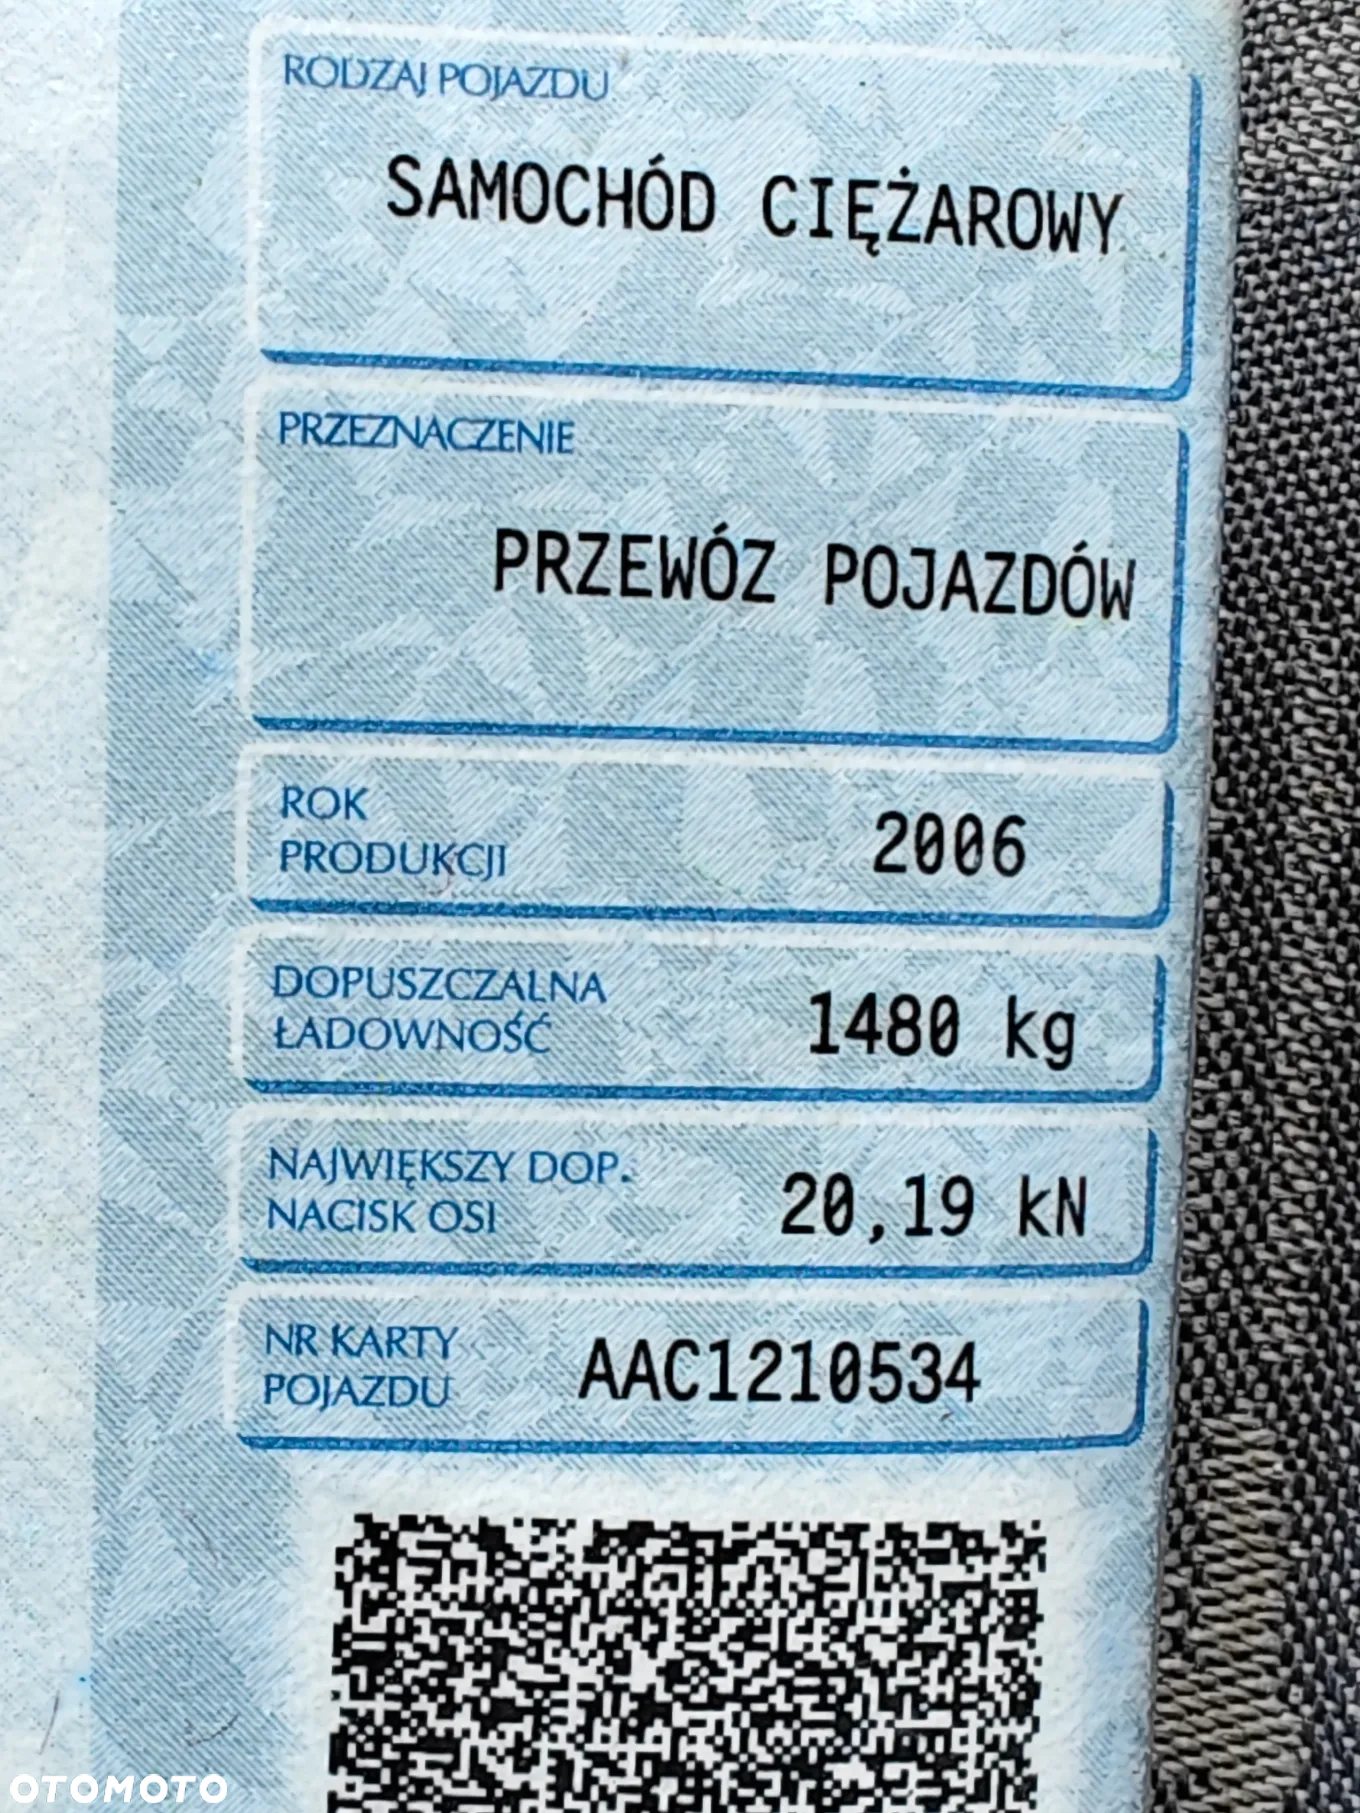 RODZAJ POJAZDU
SAMOCHÓD CIĘŻAROWY
PRZEZNACZENIE
PRZEWÓZ POJAZDÓW
ROK
PRODUKCJI
2006
DOPUSZCZALNA
ŁADOWNOŚĆ
1480 kg
NAJWIĘKSZY DOP.
NACISK OSI
20,19 kN
NR KARTY
POJAZDU
AAC1210534
OTOMOTO